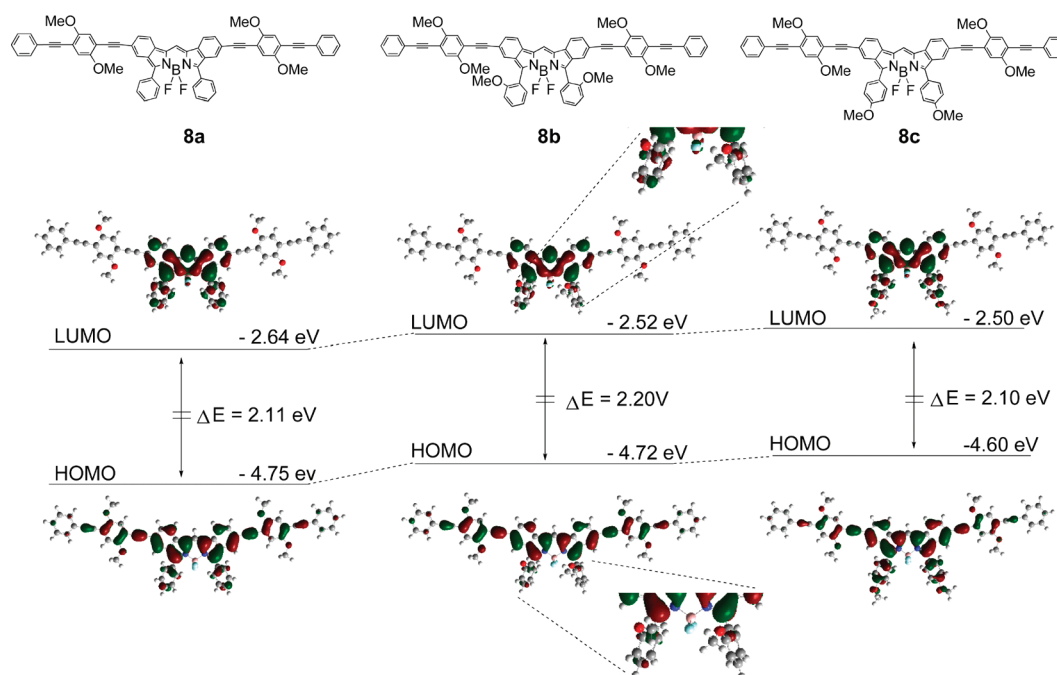 MeO MeO MeO MeO MeO MeO
OMe OMe OMe OMe OMe OMe
N B N N B N N B N
MeO OMe
F F F F F F
MeO OMe
8a 8b 8c
LUMO - 2.64 eV LUMO - 2.52 eV LUMO - 2.50 eV
ΔE = 2.11 eV ΔE = 2.20V ΔE = 2.10 eV
HOMO - 4.75 ev HOMO - 4.72 eV HOMO -4.60 eV